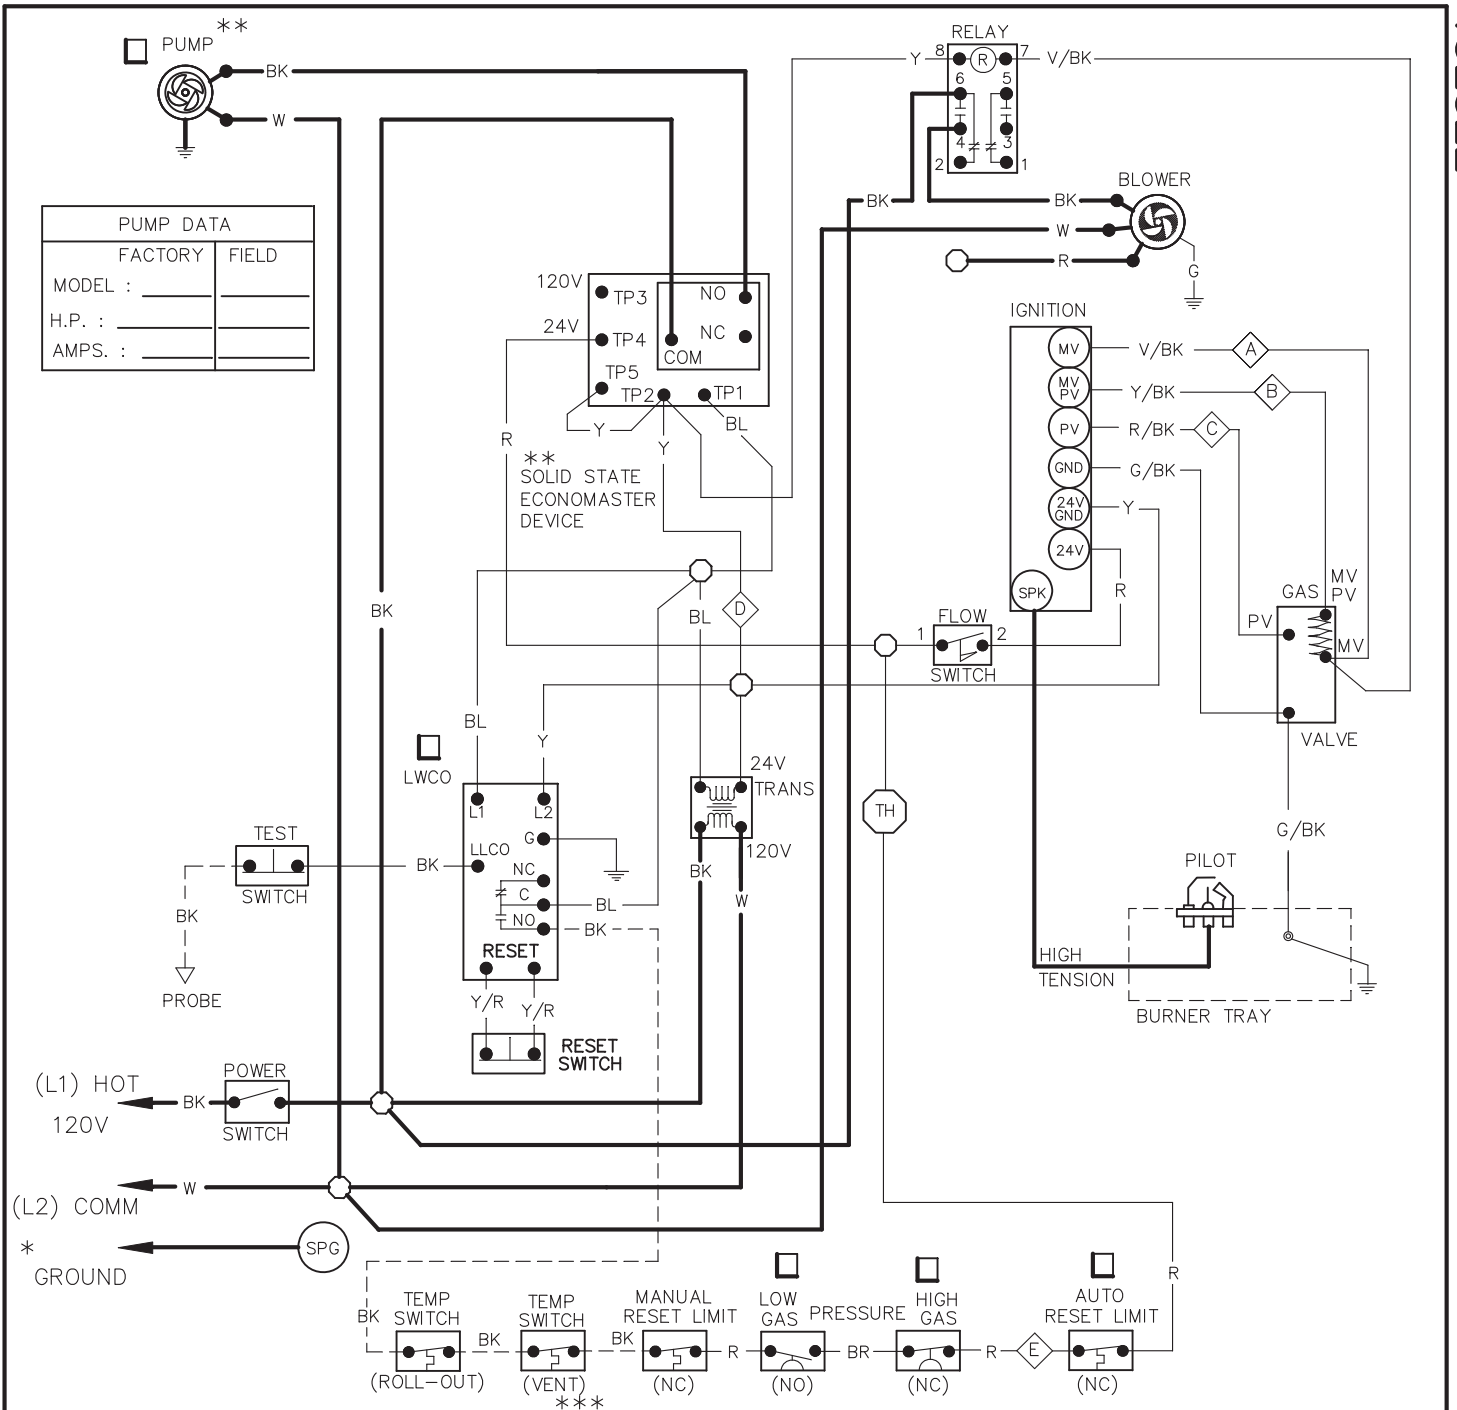 **
PUMP
BK
W
PUMP DATA
FACTORY FIELD
MODEL :
H.P. :
AMPS. :
RELAY
Y 8 R 7 V/BK
6 5
4 3
2 1
BLOWER
BK BK
W
R
G
120V TP3 NO
24V TP4 NC
COM
TP5
TP2 TP1
Y Y BL
R
**
SOLID STATE
ECONOMASTER
DEVICE
IGNITION
MV V/BK A
MV
PV Y/BK B
PV R/BK C
GND G/BK
24V
GND Y
24V
R
SPK
FLOW
1 2
SWITCH
GAS
MV
PV
PV
MV
VALVE
BK
BL D
BL
Y
LWCO
L1 L2
G
LLCO
NC
C BL
NO BK
RESET
Y/R Y/R
RESET
SWITCH
24V
TRANS
120V
BK W
TH
TEST
BK
SWITCH
BK
PROBE
G/BK
PILOT
HIGH
TENSION
BURNER TRAY
(L1) HOT
120V
BK
POWER
SWITCH
(L2) COMM
W
*
GROUND
SPG
R
BK
TEMP
SWITCH
(ROLL-OUT)
BK
TEMP
SWITCH
(VENT)
***
BK
MANUAL
RESET LIMIT
(NC)
R
LOW
GAS
(NO)
PRESSURE
BR
HIGH
GAS
(NC)
R E
AUTO
RESET LIMIT
(NC)